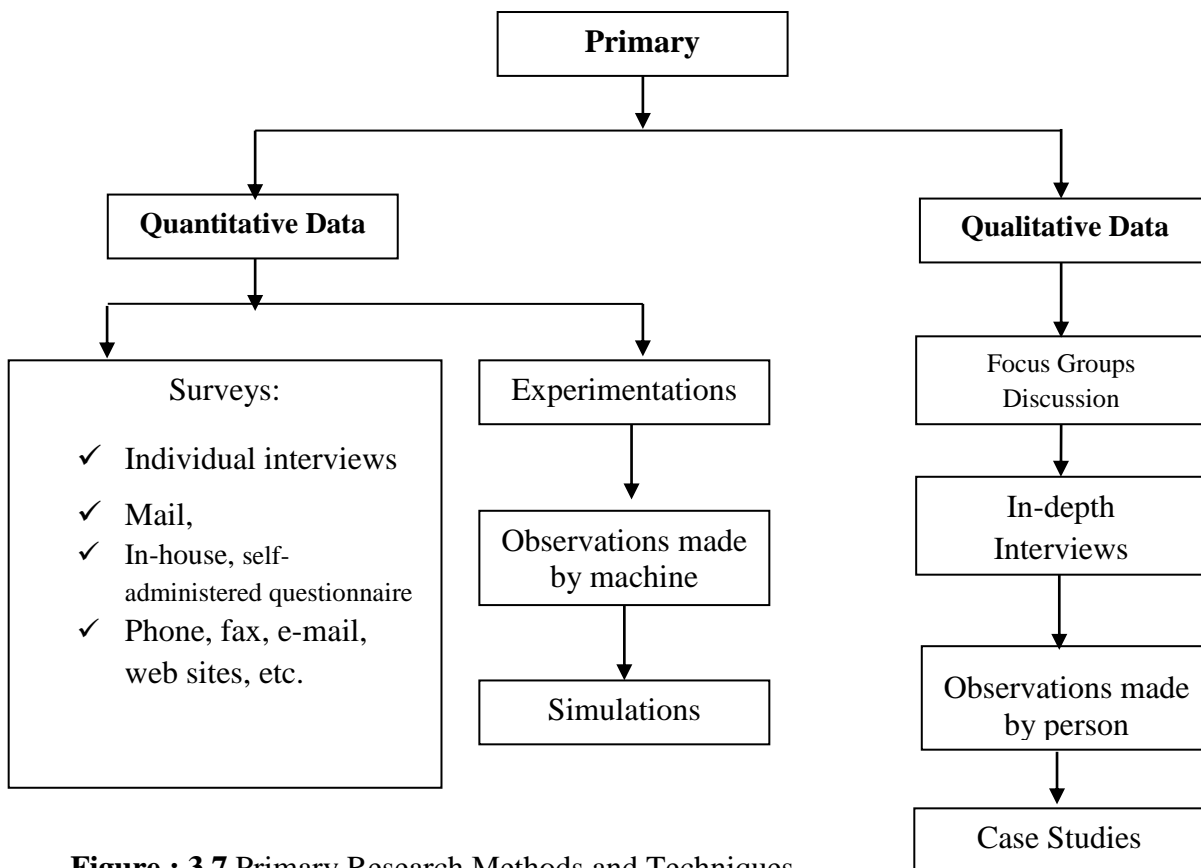 Primary
Quantitative Data
Qualitative Data
Surveys:
✓ Individual interviews
✓ Mail,
✓ In-house, self-
administered questionnaire
✓ Phone, fax, e-mail,
web sites, etc.
Experimentations
Observations made
by machine
Simulations
Focus Groups
Discussion
In-depth
Interviews
Observations made
by person
Case Studies
Figure : 3.7 Primary Research Methods and Techniques